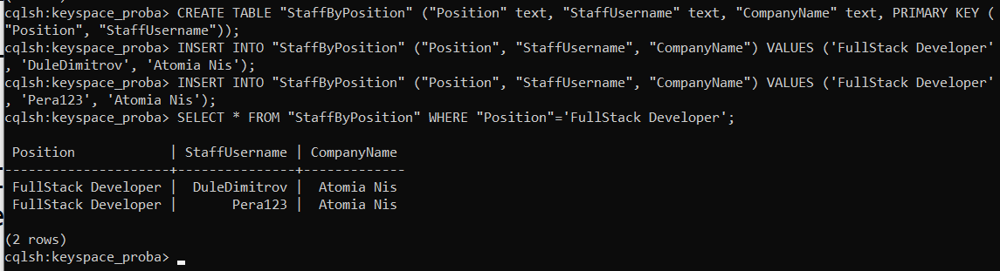 cqlsh:keyspace_proba> CREATE TABLE "StaffByPosition" ("Position" text, "StaffUsername" text, "CompanyName" text, PRIMARY KEY (
"Position", "StaffUsername"));
cqlsh:keyspace_proba> INSERT INTO "StaffByPosition" ("Position", "StaffUsername", "CompanyName") VALUES ('FullStack Developer'
, 'DuleDimitrov', 'Atomia Nis');
cqlsh:keyspace_proba> INSERT INTO "StaffByPosition" ("Position", "StaffUsername", "CompanyName") VALUES ('FullStack Developer'
, 'Pera123', 'Atomia Nis');
cqlsh:keyspace_proba> SELECT * FROM "StaffByPosition" WHERE "Position"='FullStack Developer';
 Position            | StaffUsername | CompanyName
---------------------+---------------+-------------
 FullStack Developer |  DuleDimitrov |  Atomia Nis
 FullStack Developer |       Pera123 |  Atomia Nis
(2 rows)
cqlsh:keyspace_proba>